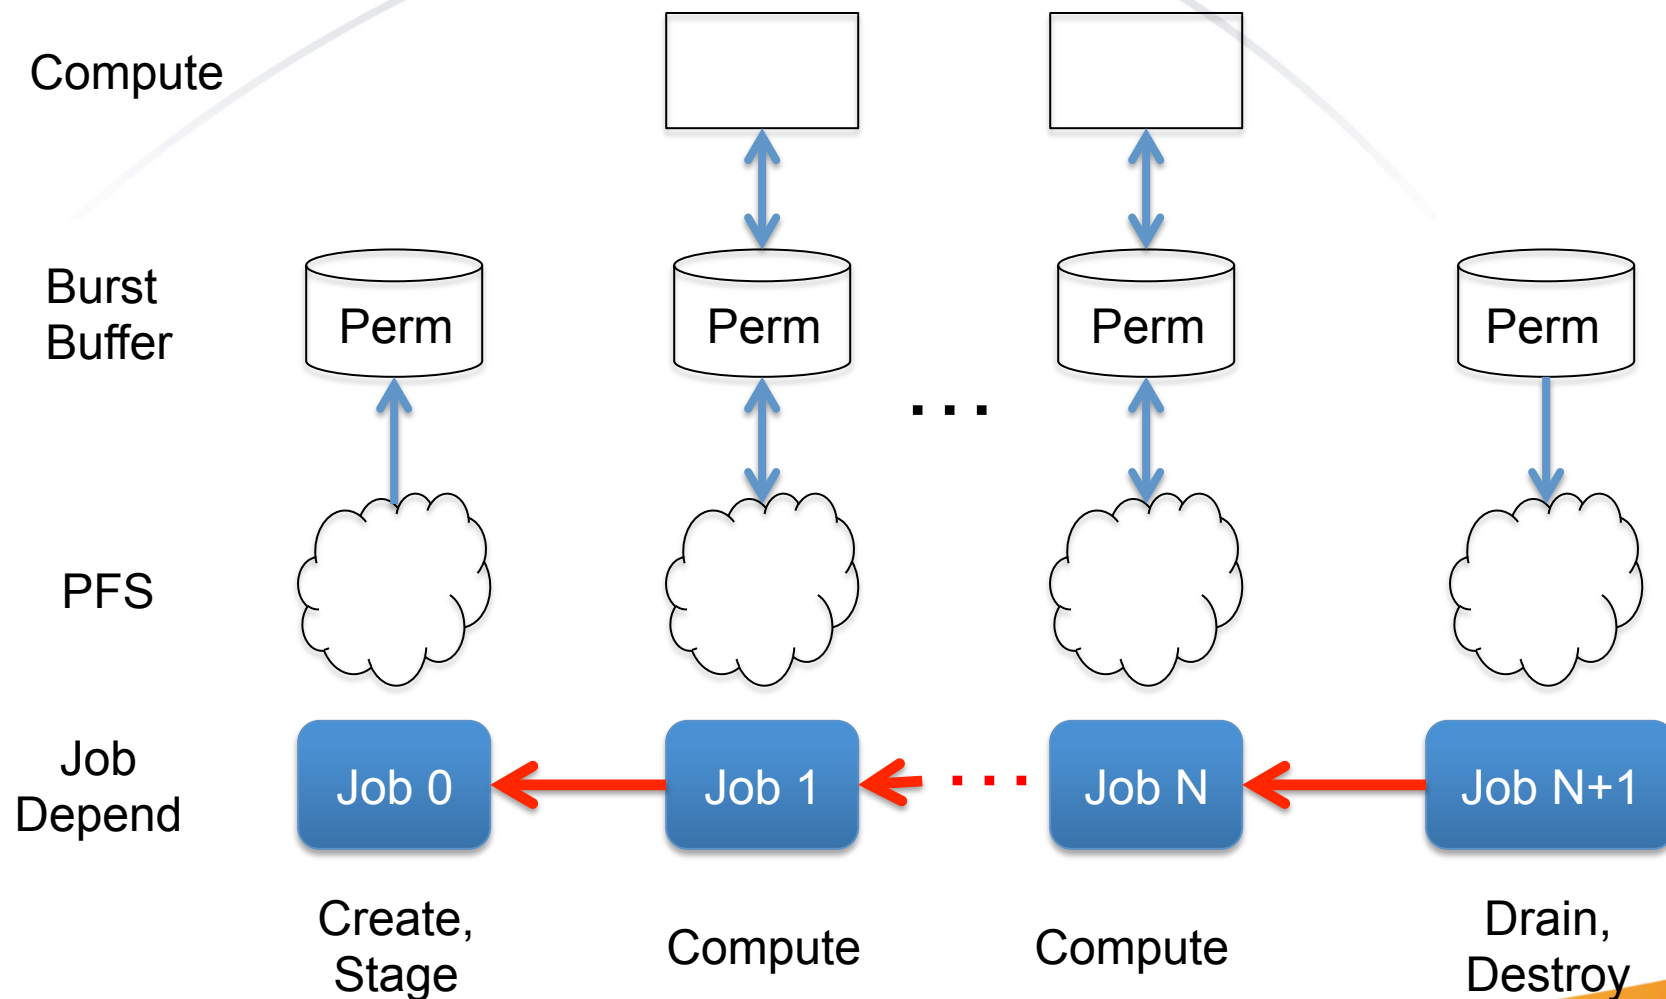 Compute
Burst
Buffer
Perm Perm Perm Perm
. . .
PFS
Job
Depend
Job 0 Job 1 . . . Job N Job N+1
Create,
Stage
Compute Compute
Drain,
Destroy